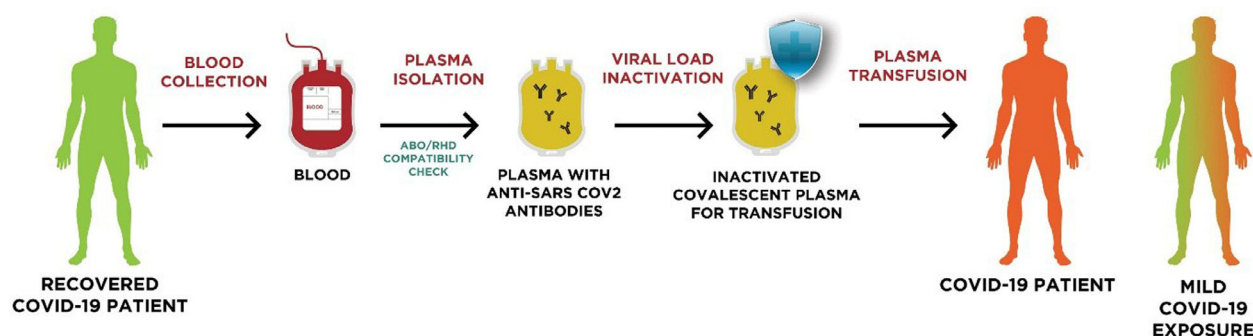 BLOOD
COLLECTION
PLASMA
ISOLATION
VIRAL LOAD
INACTIVATION
PLASMA
TRANSFUSION
BLOOD
ABO/RHD
COMPATIBILITY
CHECK
BLOOD
PLASMA WITH
ANTI-SARS COV2
ANTIBODIES
INACTIVATED
COVALESCENT PLASMA
FOR TRANSFUSION
RECOVERED
COVID-19 PATIENT
COVID-19 PATIENT
MILD
COVID-19
EXPOSURE